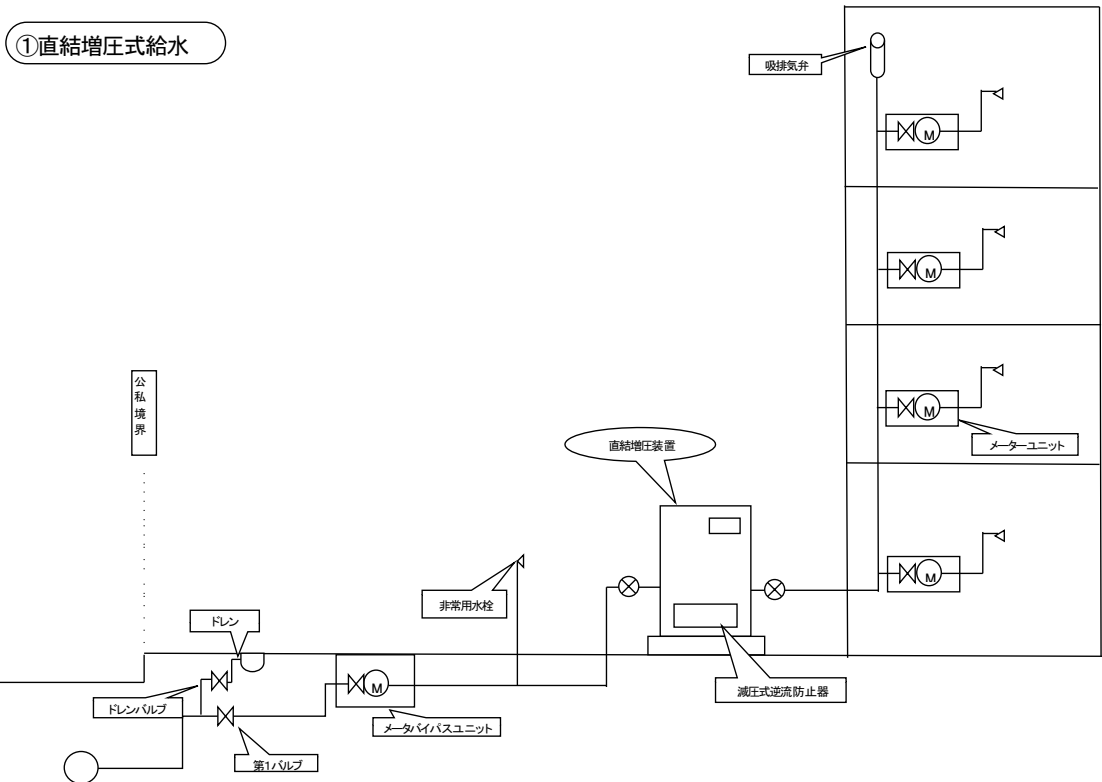 ①直結増圧式給水
吸排気弁
M
M
公私境界
M
メーターユニット
直結増圧装置
非常用水栓
M
ドレン
M
減圧式逆流防止器
ドレンバルブ
メータバイパスユニット
第1バルブ